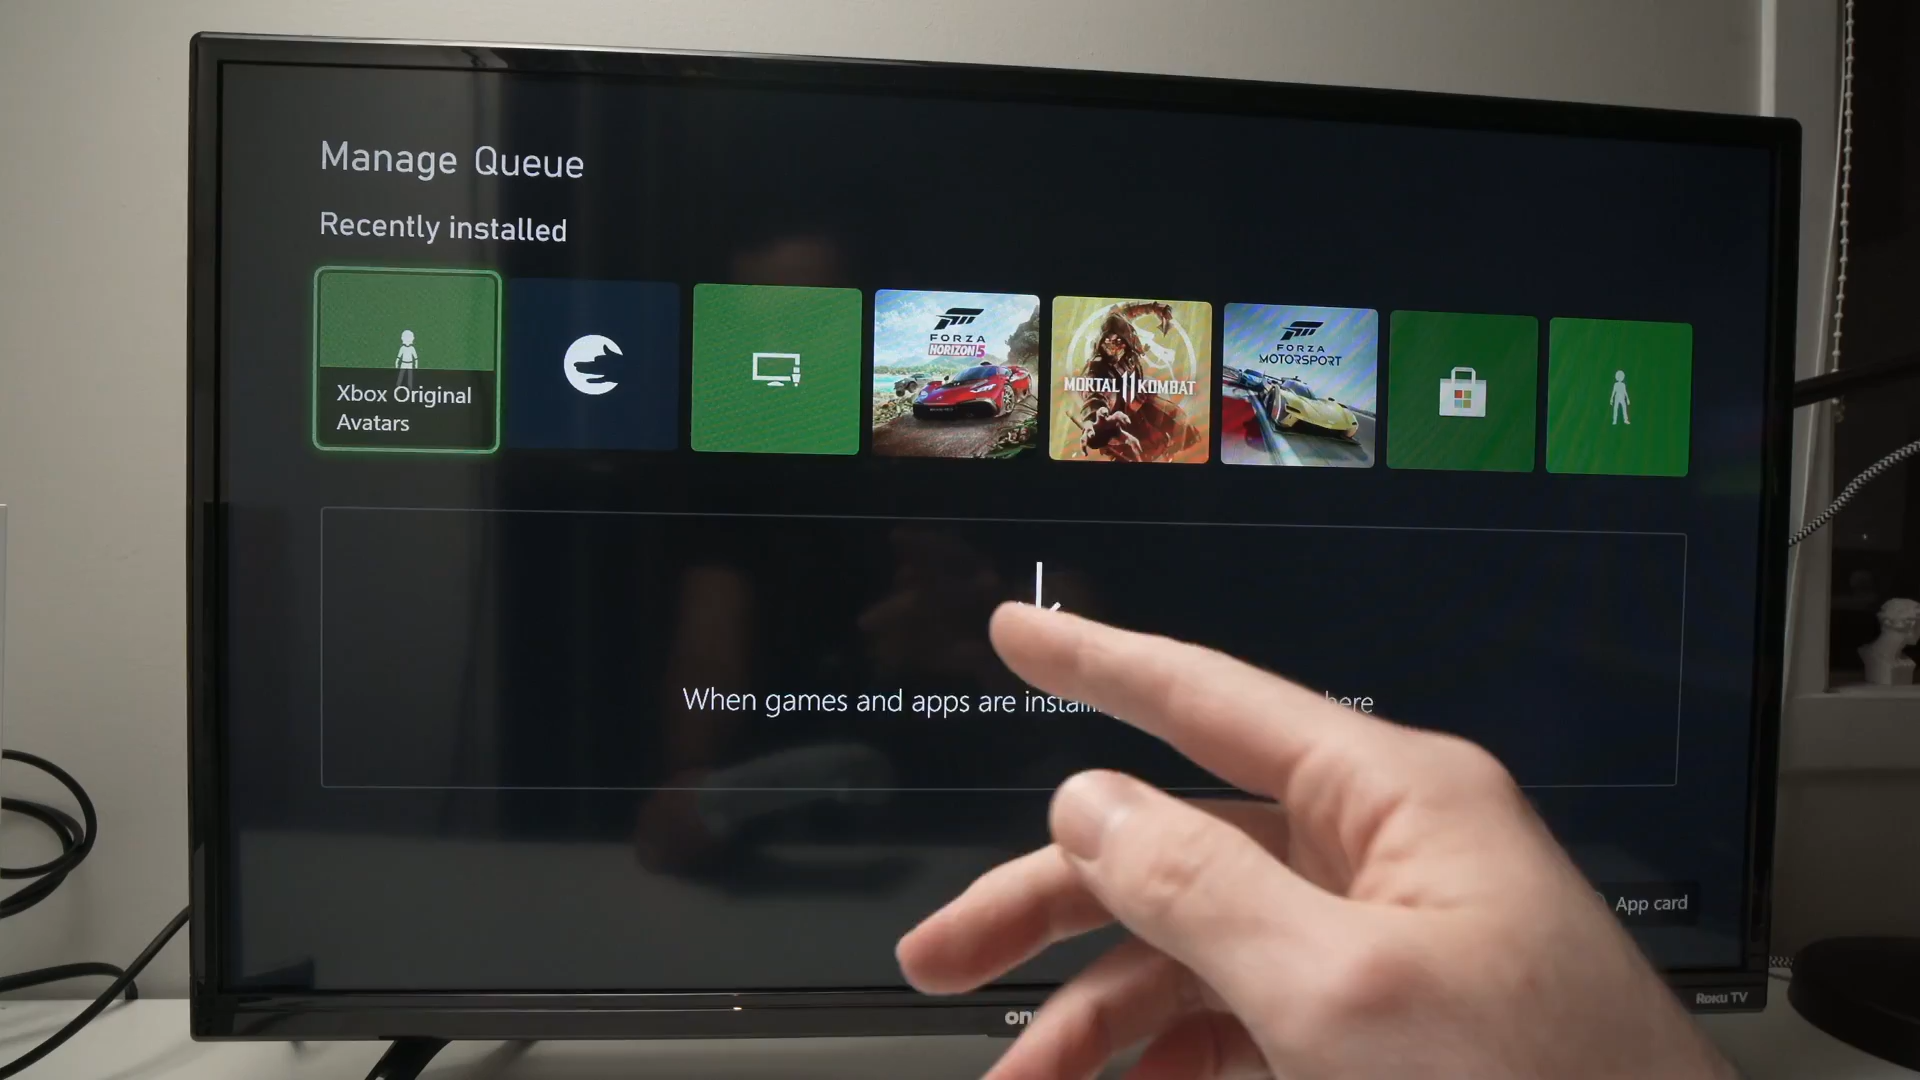 Manage Queue
Recently installed
Xbox Original
Avatars
FORZA
HORIZON 5
MORTAL 11 KOMBAT
FORZA
MOTORSPORT
When games and apps are here
App card
Roku TV